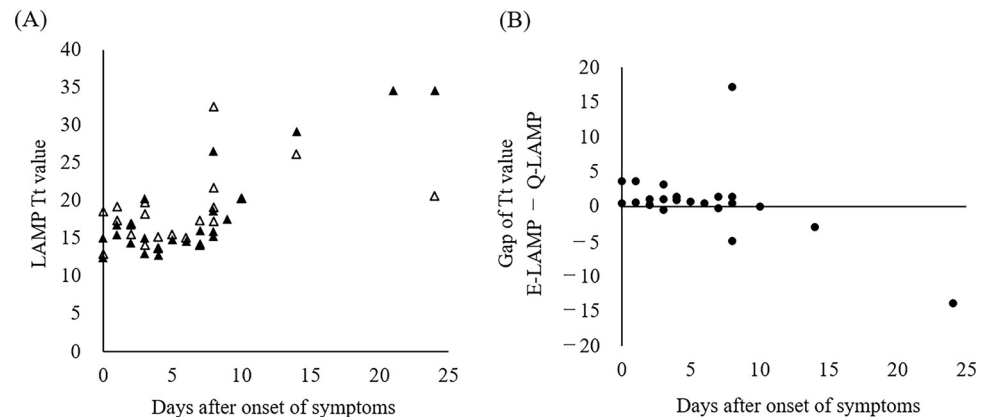 (A)
LAMP Tt value
40
35
30
25
20
15
10
5
0
0 5 10 15 20 25
Days after onset of symptoms
(B)
Gap of Tt value
E-LAMP － Q-LAMP
20
15
10
5
0
－5
－10
－15
－20
0 5 10 15 20 25
Days after onset of symptoms